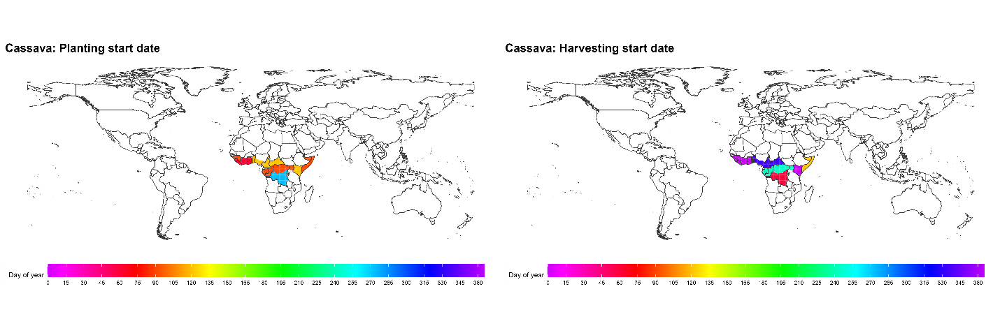 Cassava: Planting start date
Day of year
0 15 30 45 60 75 90 105 120 135 150 165 180 195 210 225 240 255 270 285 300 315 330 345 360
Cassava: Harvesting start date
Day of year
0 15 30 45 60 75 90 105 120 135 150 165 180 195 210 225 240 255 270 285 300 315 330 345 360